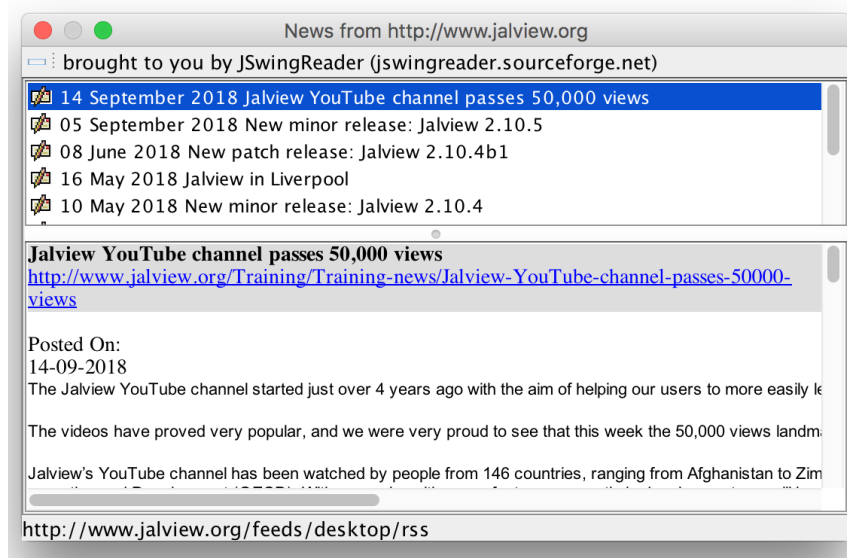 News from http://www.jalview.org
brought to you by JSwingReader (jswingreader.sourceforge.net)
14 September 2018 Jalview YouTube channel passes 50,000 views
05 September 2018 New minor release: Jalview 2.10.5
08 June 2018 New patch release: Jalview 2.10.4b1
16 May 2018 Jalview in Liverpool
10 May 2018 New minor release: Jalview 2.10.4
Jalview YouTube channel passes 50,000 views
http://www.jalview.org/Training/Training-news/Jalview-YouTube-channel-passes-50000-
views
Posted On:
14-09-2018
The Jalview YouTube channel started just over 4 years ago with the aim of helping our users to more easily le
The videos have proved very popular, and we were very proud to see that this week the 50,000 views landm
Jalview’s YouTube channel has been watched by people from 146 countries, ranging from Afghanistan to Zim
http://www.jalview.org/feeds/desktop/rss